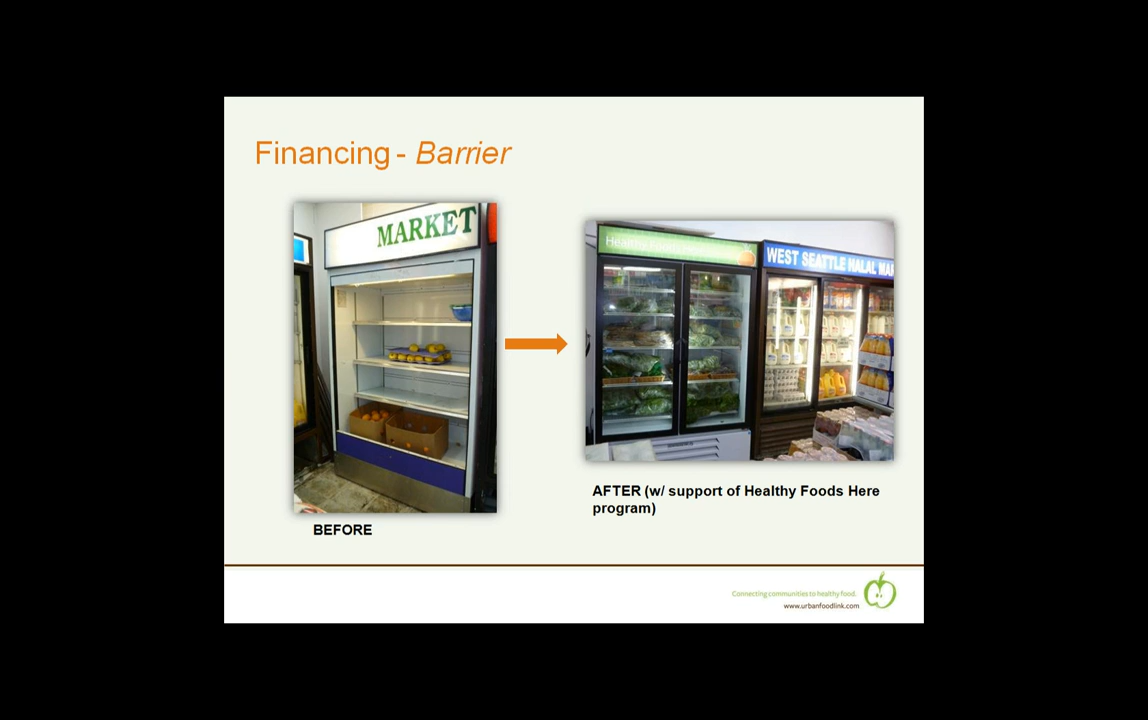 Financing - Barrier
MARKET
Healthy Foods Here
WEST SEATTLE HALAL MAR
AFTER (w/ support of Healthy Foods Here
program)
BEFORE
Connecting communities to healthy food.
www.urbanfoodlink.com